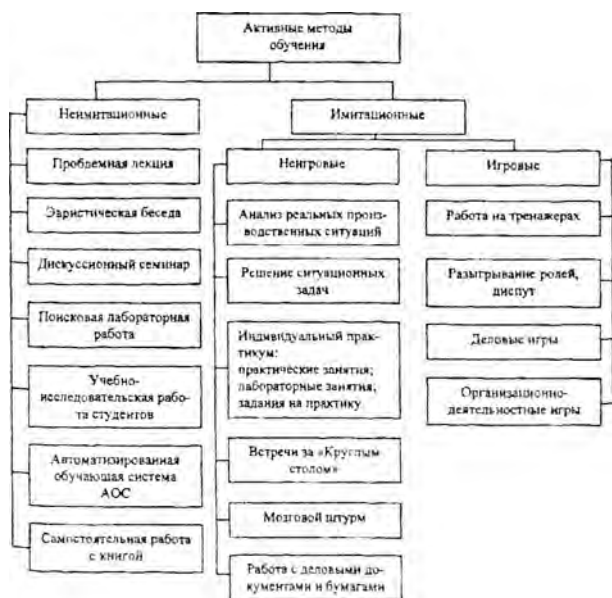 Активные методы
обучения
Неимитационные
Имитационные
Проблемная лекция
Неигровые
Игровые
Эвристическая беседа
Анализ реальных произ-
водственных ситуаций
Работа на тренажерах
Дискуссионный семинар
Решение ситуационных
задач
Разыгрывание ролей,
диспут
Поисковая лабораторная
работа
Индивидуальный прак-
тикум:
практические занятия;
лабораторные занятия;
задания на практику
Деловые игры
Учебно-
исследовательская рабо-
та студентов
Организационно-
деятельностные игры
Автоматизированная
обучающая система
АОС
Встречи за «Круглым
столом»
Мозговой штурм
Самостоятельная работа
с книгой
Работа с деловыми до-
кументами и бумагами